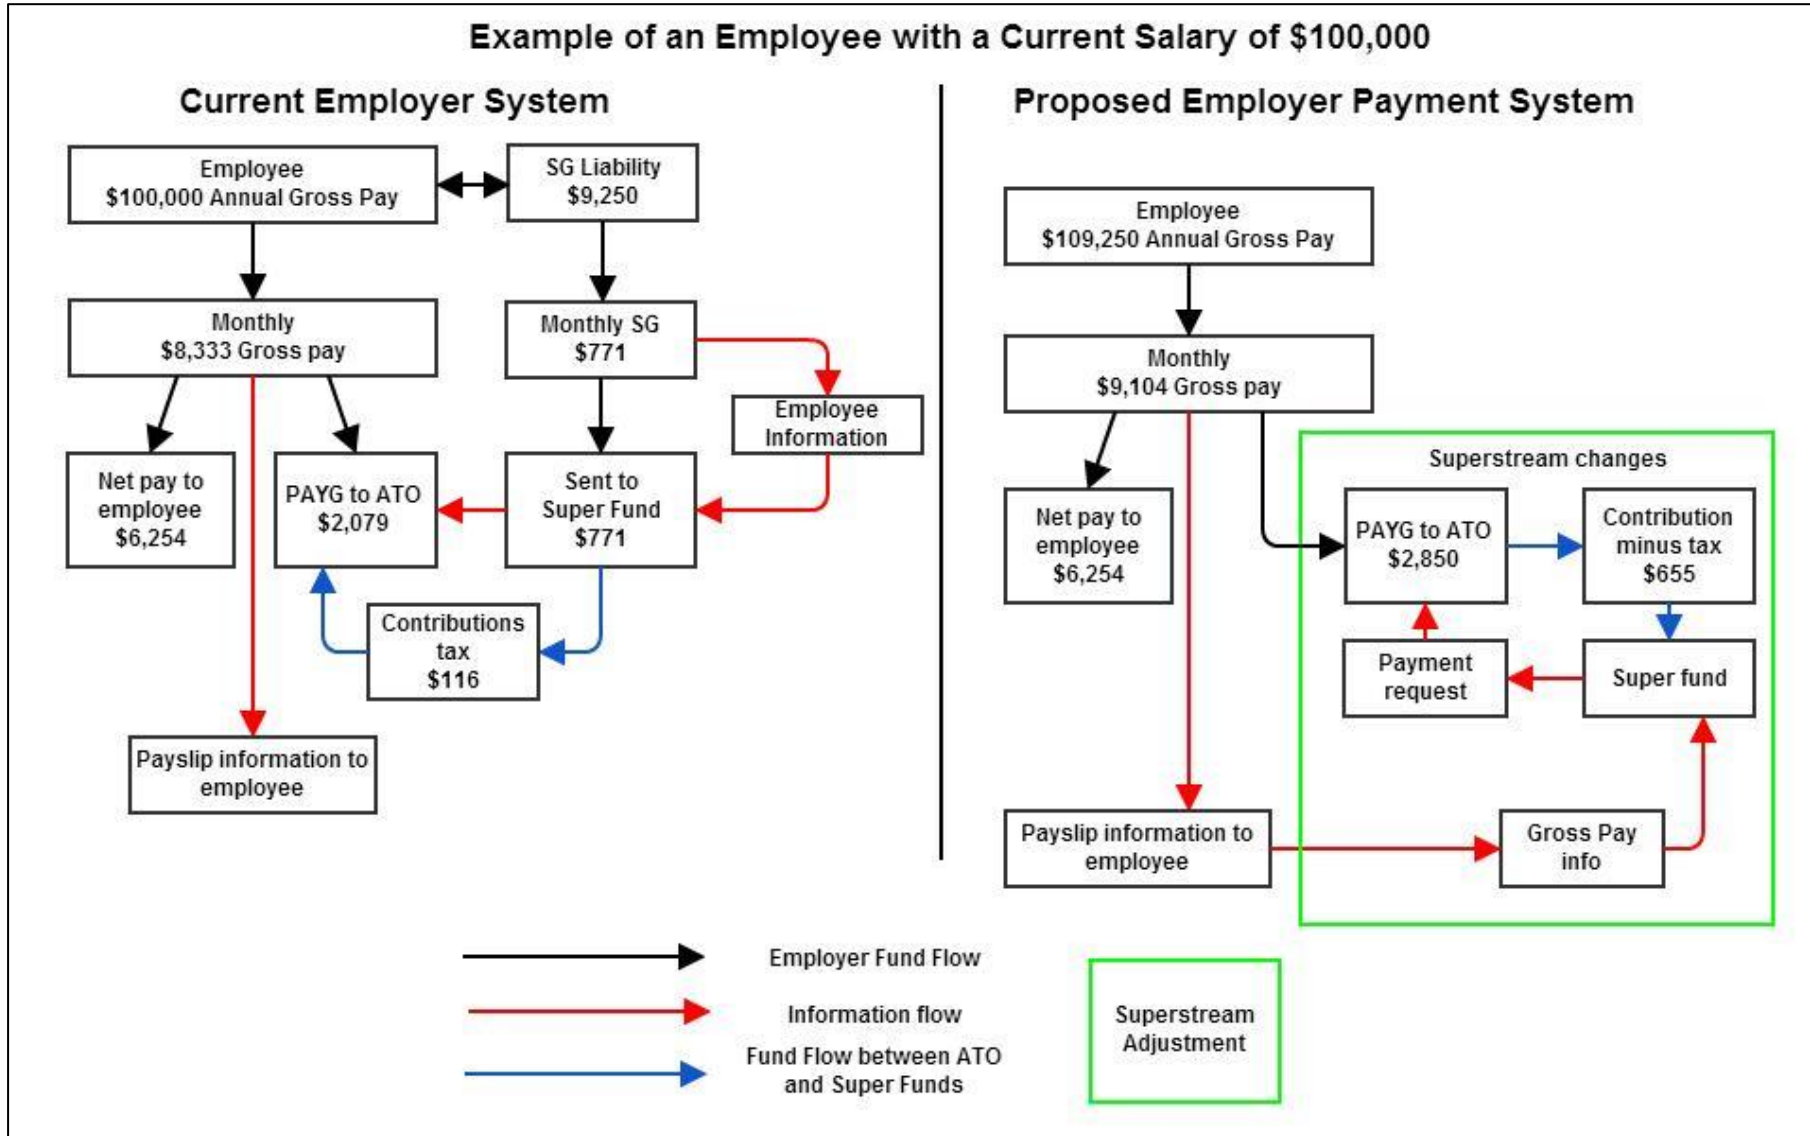 Example of an Employee with a Current Salary of $100,000
Current Employer System
Employee
$100,000 Annual Gross Pay
SG Liability
$9,250
Monthly
$8,333 Gross pay
Monthly SG
$771
Employee
Information
Net pay to
employee
$6,254
PAYG to ATO
$2,079
Sent to
Super Fund
$771
Contributions
tax
$116
Payslip information to
employee
Proposed Employer Payment System
Employee
$109,250 Annual Gross Pay
Monthly
$9,104 Gross pay
Superstream changes
Net pay to
employee
$6,254
PAYG to ATO
$2,850
Contribution
minus tax
$655
Payment
request
Super fund
Payslip information to
employee
Gross Pay
info
Employer Fund Flow
Information flow
Fund Flow between ATO
and Super Funds
Superstream
Adjustment